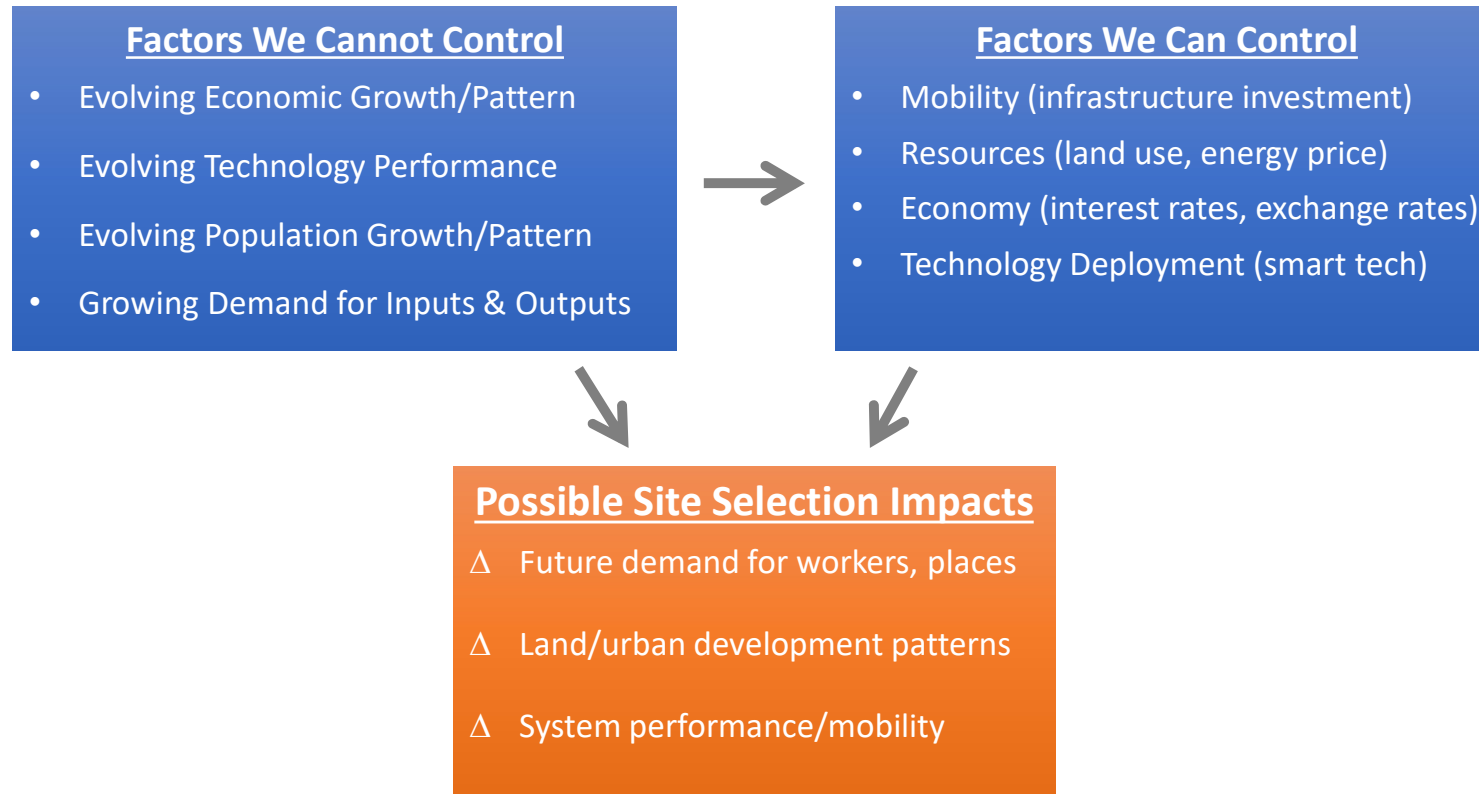 Factors We Cannot Control
• Evolving Economic Growth/Pattern
• Evolving Technology Performance
• Evolving Population Growth/Pattern
• Growing Demand for Inputs & Outputs
Factors We Can Control
• Mobility (infrastructure investment)
• Resources (land use, energy price)
• Economy (interest rates, exchange rates)
• Technology Deployment (smart tech)
Possible Site Selection Impacts
Δ Future demand for workers, places
Δ Land/urban development patterns
Δ System performance/mobility